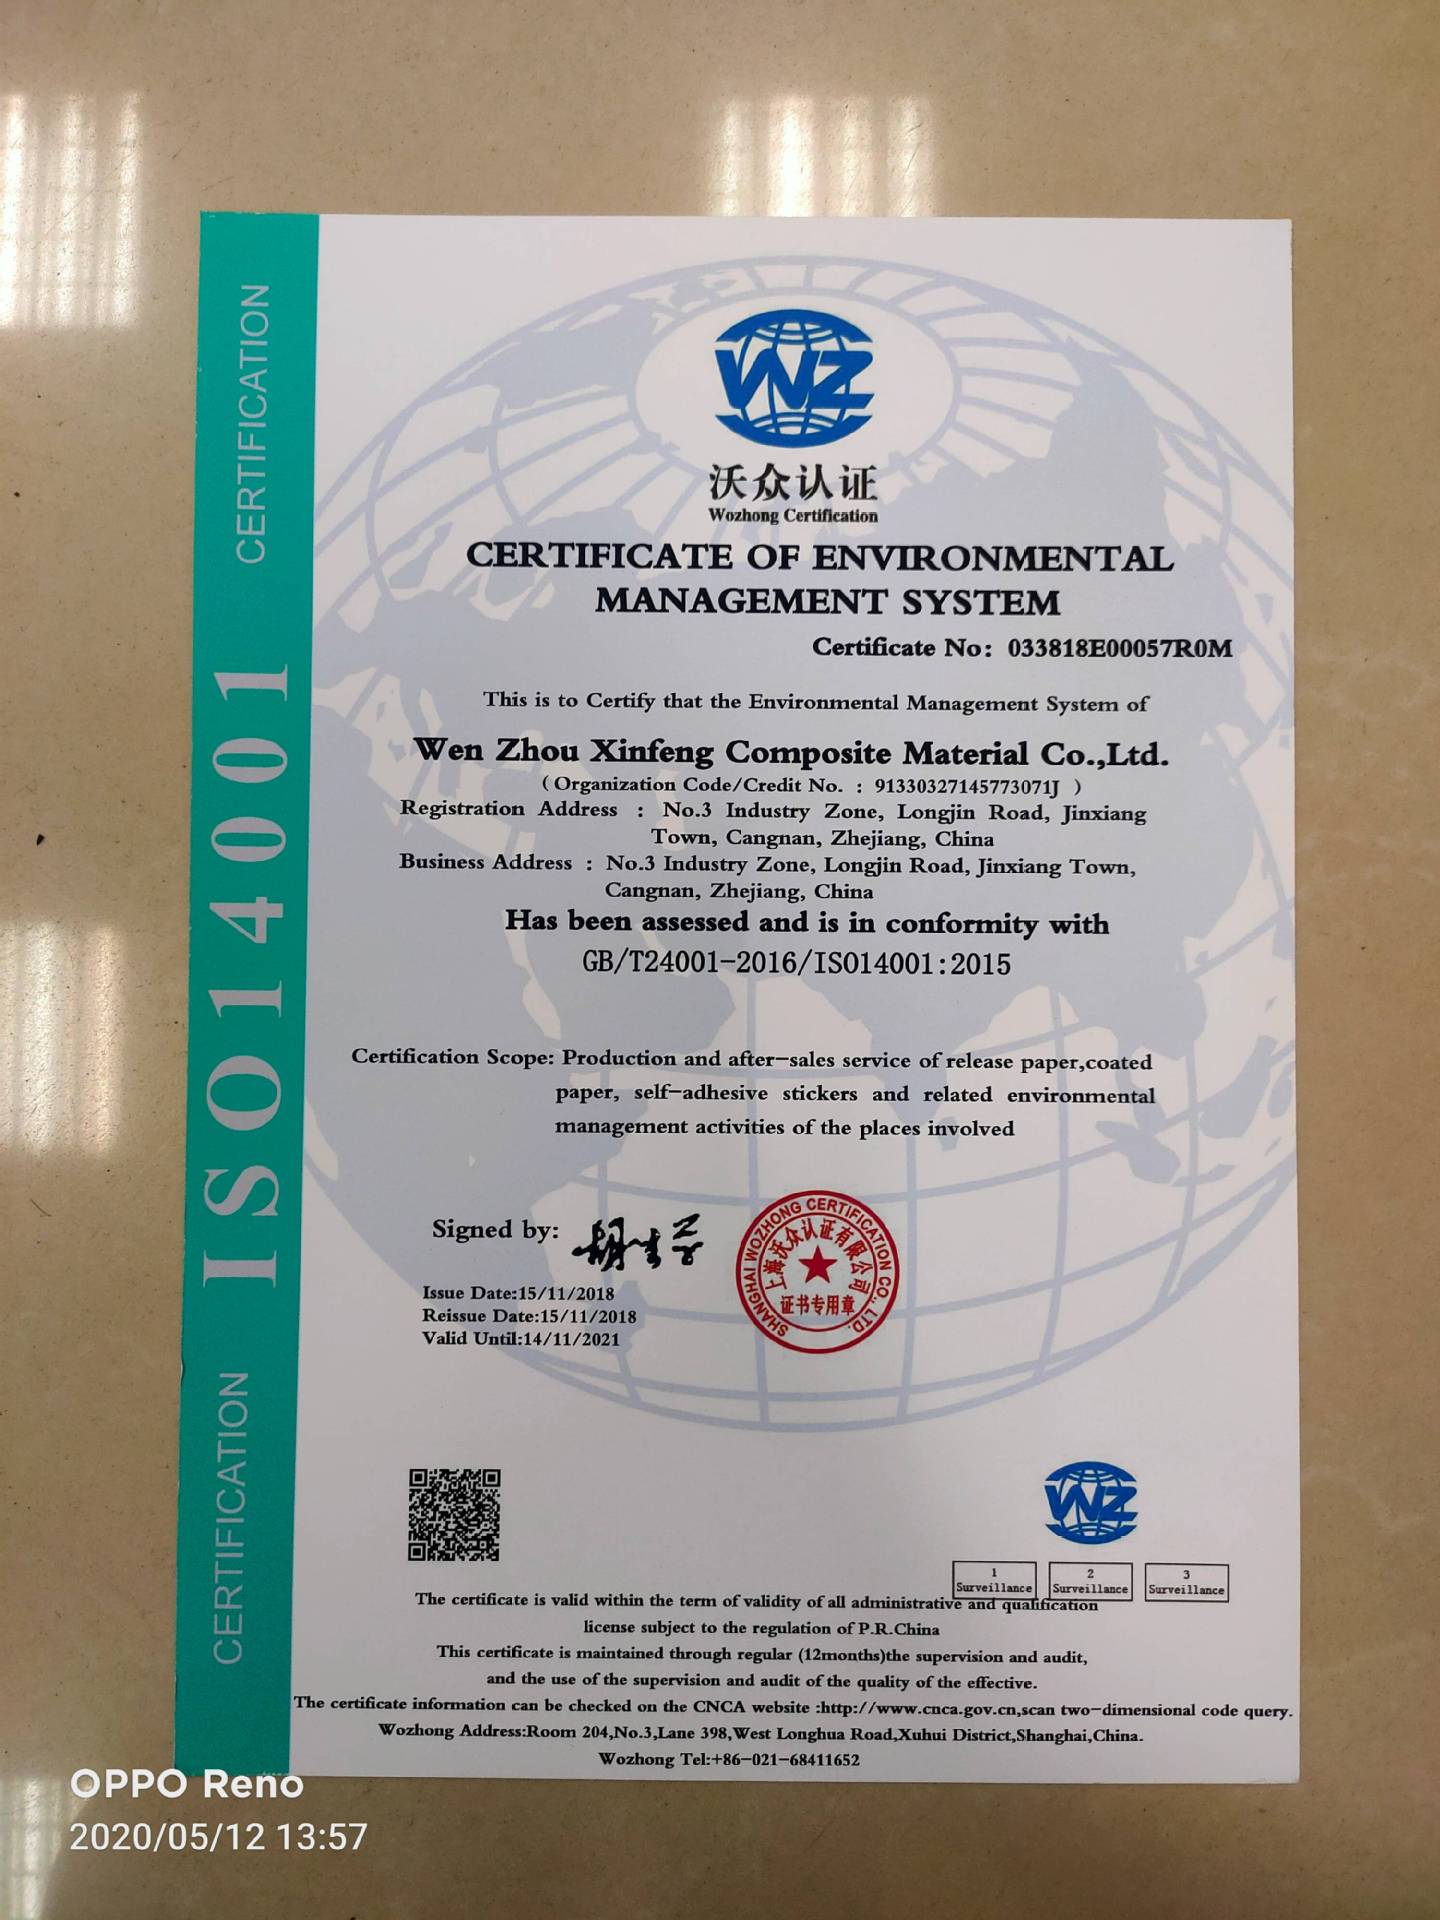 CERTIFICATION
ISO14001
CERTIFICATION
WZ
沃众认证
Wozhong Certification
CERTIFICATE OF ENVIRONMENTAL
MANAGEMENT SYSTEM
Certificate No: 033818E00057R0M
This is to Certify that the Environmental Management System of
Wen Zhou Xinfeng Composite Material Co.,Ltd.
( Organization Code/Credit No. : 91330327145773071J )
Registration Address : No.3 Industry Zone, Longjin Road, Jinxiang
Town, Cangnan, Zhejiang, China
Business Address : No.3 Industry Zone, Longjin Road, Jinxiang Town,
Cangnan, Zhejiang, China
Has been assessed and is in conformity with
GB/T24001-2016/ISO14001:2015
Certification Scope: Production and after-sales service of release paper,coated
paper, self-adhesive stickers and related environmental
management activities of the places involved
Signed by:
SHANGHAI WOZHONG CERTIFICATION CO., LTD.
上海沃众认证有限公司
证书专用章
Issue Date:15/11/2018
Reissue Date:15/11/2018
Valid Until:14/11/2021
WZ
1 Surveillance
2 Surveillance
3 Surveillance
The certificate is valid within the term of validity of all administrative and qualification
license subject to the regulation of P.R.China
This certificate is maintained through regular (12months)the supervision and audit,
and the use of the supervision and audit of the quality of the effective.
The certificate information can be checked on the CNCA website :http://www.cnca.gov.cn,scan two-dimensional code query.
Wozhong Address:Room 204,No.3,Lane 398,West Longhua Road,Xuhui District,Shanghai,China.
Wozhong Tel:+86-021-68411652
OPPO Reno
2020/05/12 13:57